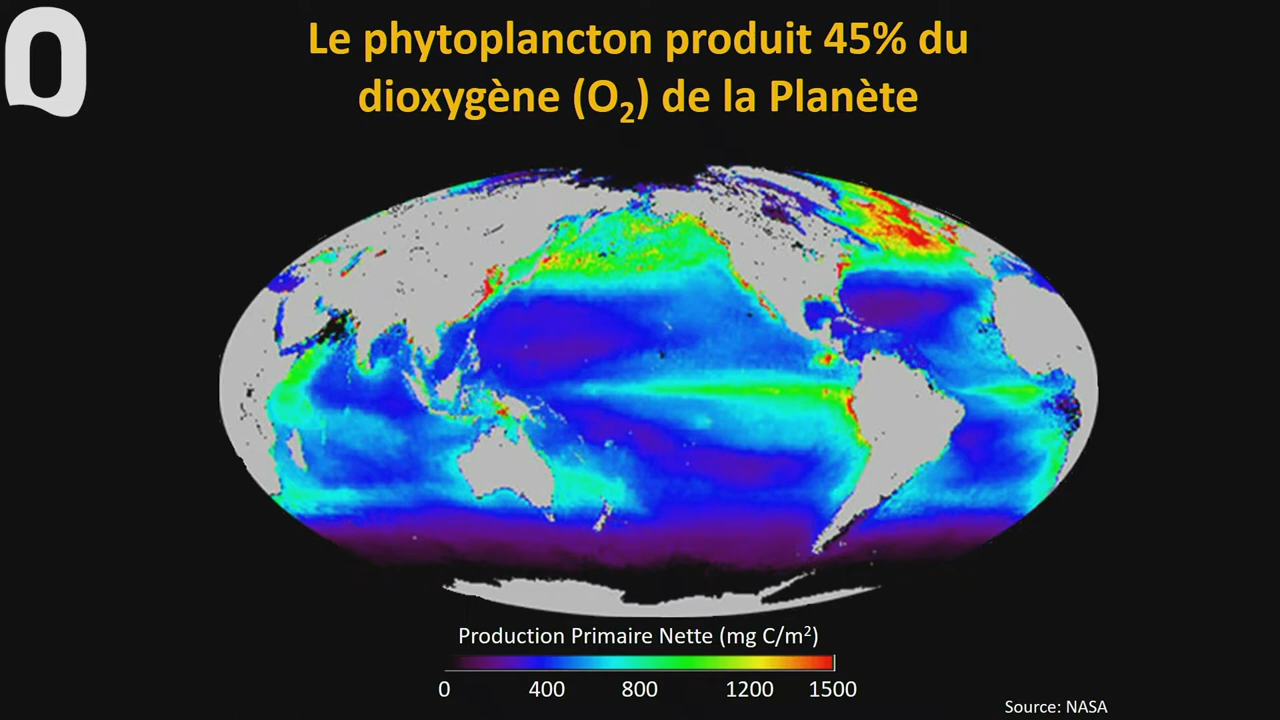 Le phytoplancton produit 45% du
dioxygène (O₂) de la Planète
Production Primaire Nette (mg C/m²)
0 400 800 1200 1500
Source: NASA